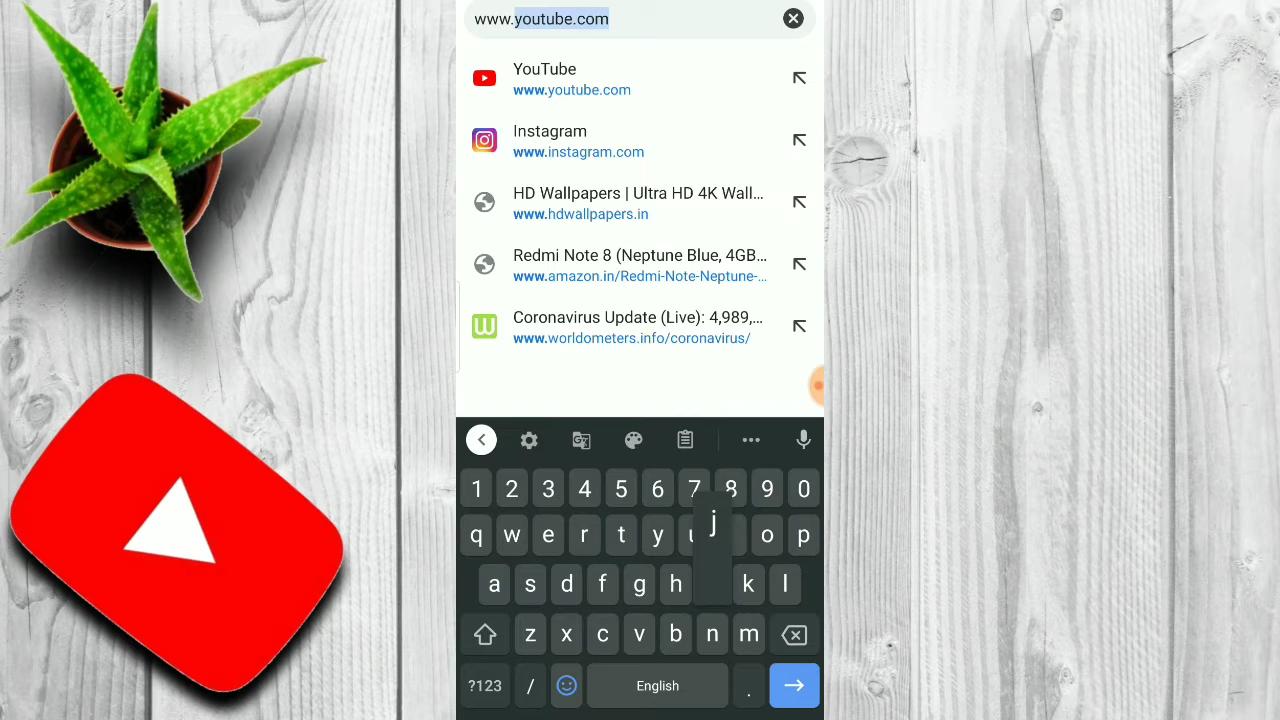 www.youtube.com
YouTube
www.youtube.com
Instagram
www.instagram.com
HD Wallpapers | Ultra HD 4K Wall...
www.hdwallpapers.in
Redmi Note 8 (Neptune Blue, 4GB...
www.amazon.in/Redmi-Note-Neptune-...
Coronavirus Update (Live): 4,989,...
www.worldometers.info/coronavirus/
1 2 3 4 5 6 7 8 9 0
q w e r t y u o p
j
a s d f g h k l
z x c v b n m
?123 / English .